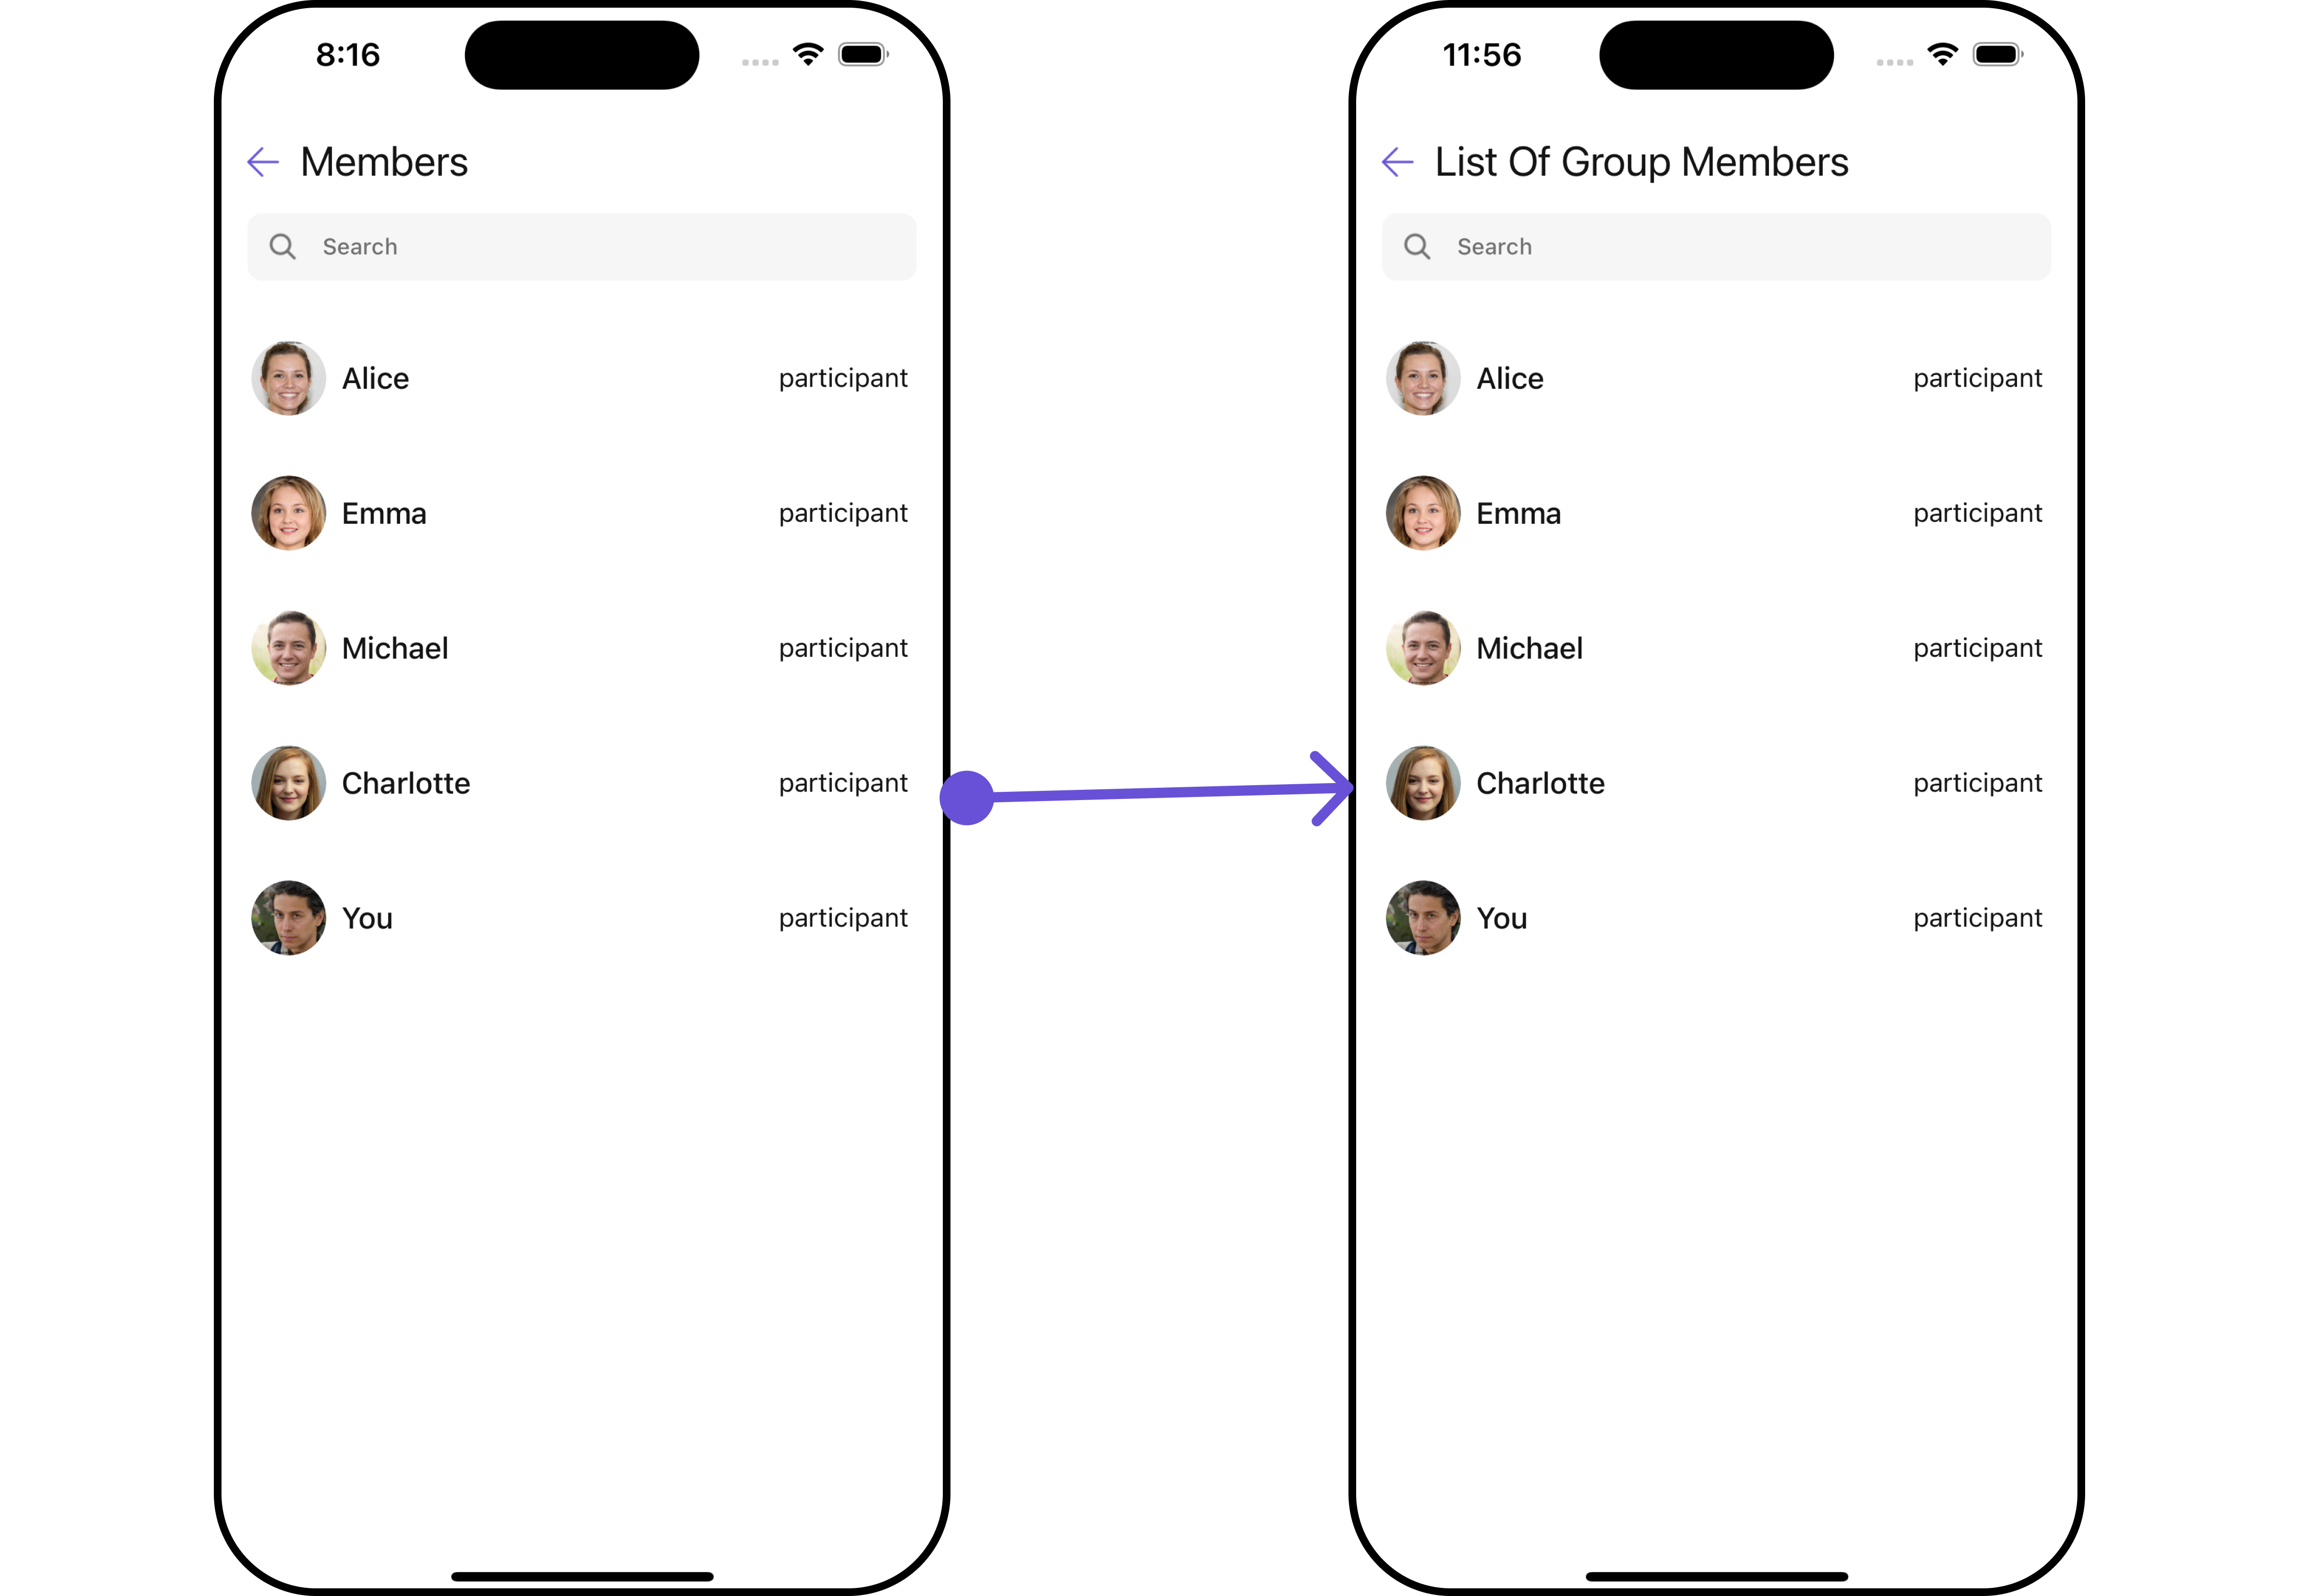 8:16
Members
Search
Alice participant
Emma participant
Michael participant
Charlotte participant
You participant
11:56
List Of Group Members
Search
Alice participant
Emma participant
Michael participant
Charlotte participant
You participant